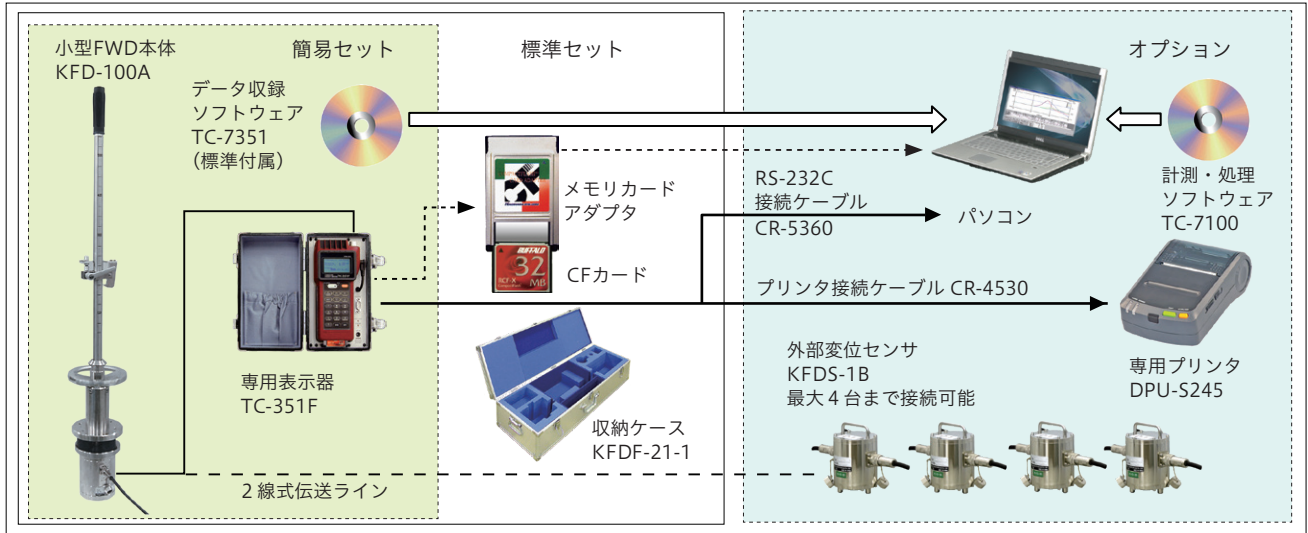 小型FWD本体
KFD-100A
簡易セット
データ収録
ソフトウェア
TC-7351
（標準付属）
専用表示器
TC-351F
2線式伝送ライン
標準セット
メモリカード
アダプタ
BUFFALO
32
MB
RCF-X
CFカード
収納ケース
KFDF-21-1
オプション
RS-232C
接続ケーブル
CR-5360
パソコン
計測・処理
ソフトウェア
TC-7100
プリンタ接続ケーブル CR-4530
専用プリンタ
DPU-S245
外部変位センサ
KFDS-1B
最大４台まで接続可能